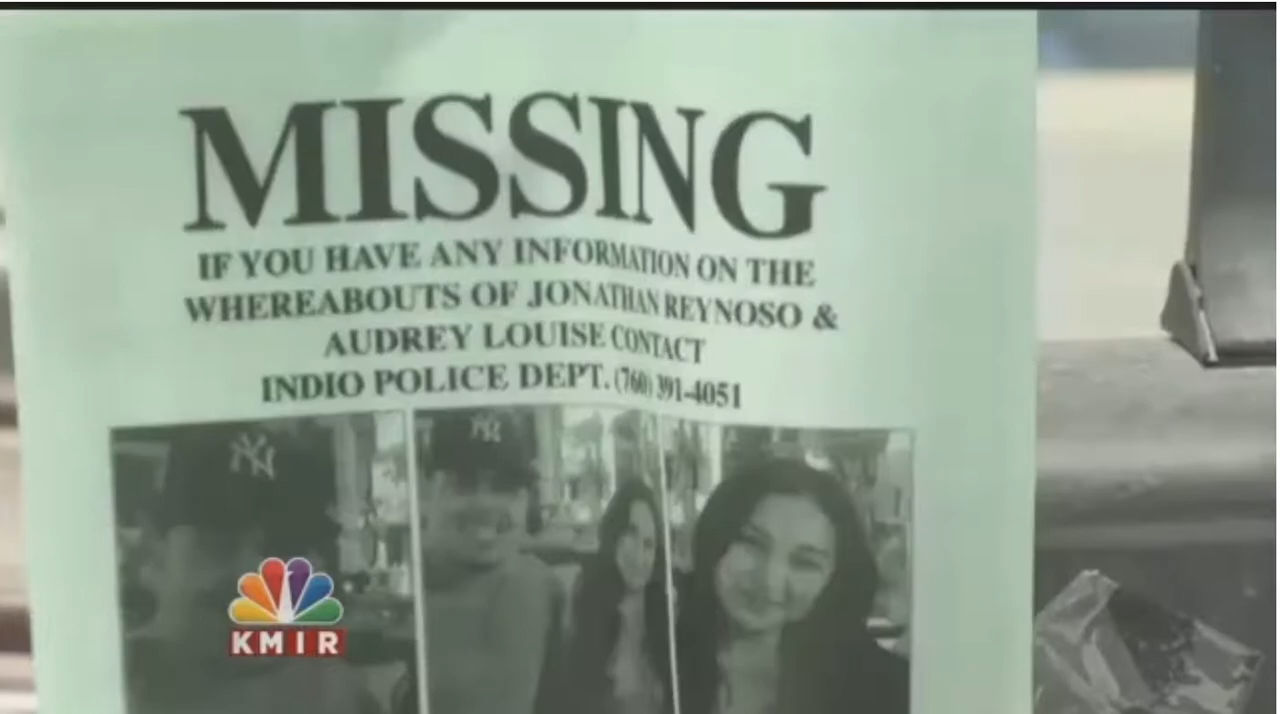 MISSING
IF YOU HAVE ANY INFORMATION ON THE
WHEREABOUTS OF JONATHAN REYNOSO &
AUDREY LOUISE CONTACT
INDIO POLICE DEPT. (760) 391-4051
NY
NY
KMIR